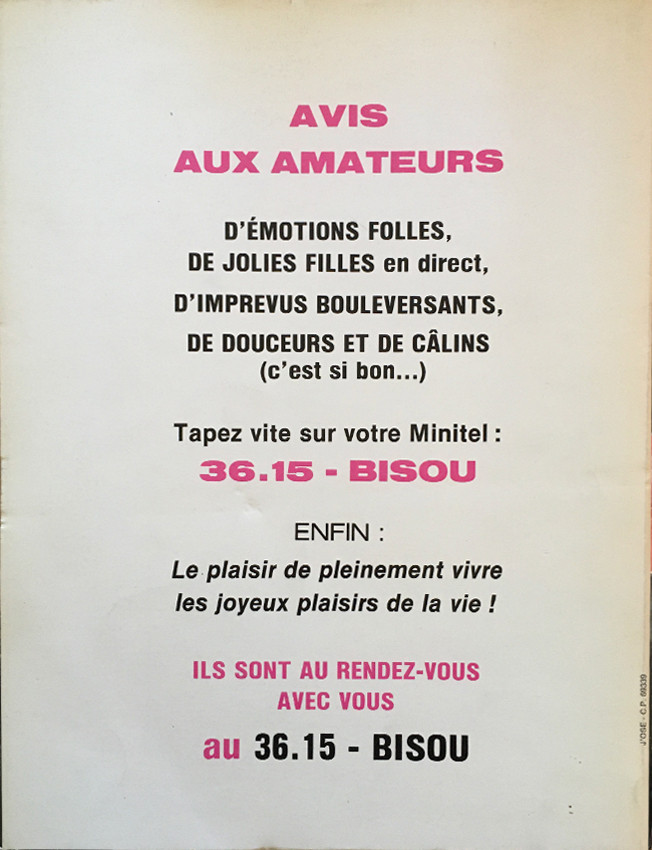 AVIS
AUX AMATEURS
D'ÉMOTIONS FOLLES,
DE JOLIES FILLES en direct,
D'IMPREVUS BOULEVERSANTS,
DE DOUCEURS ET DE CÂLINS
(c'est si bon...)
Tapez vite sur votre Minitel :
36.15 - BISOU
ENFIN :
Le plaisir de pleinement vivre
les joyeux plaisirs de la vie !
ILS SONT AU RENDEZ-VOUS
AVEC VOUS
au 36.15 - BISOU
J'OSE - C.P. 69339